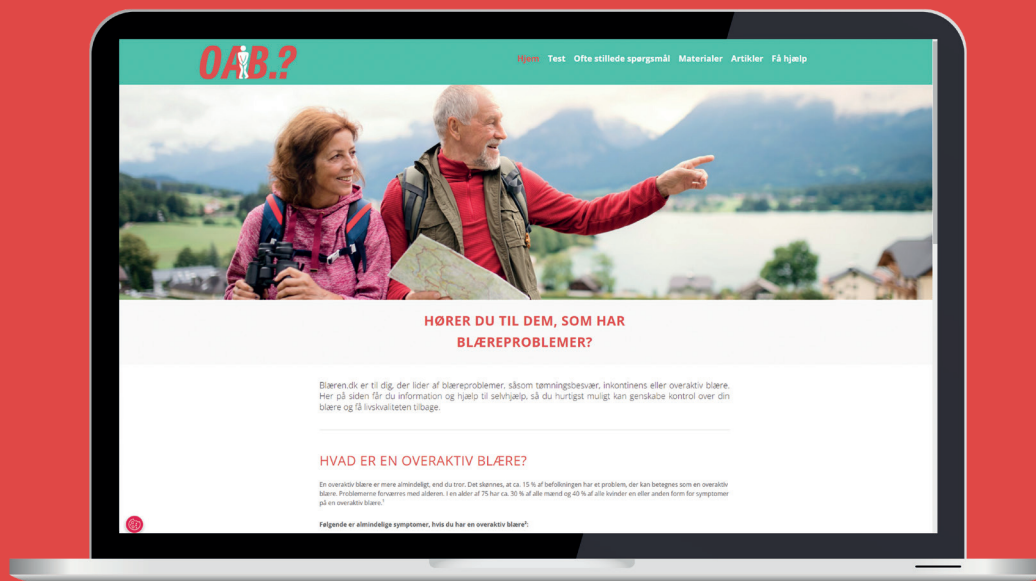 OAB.?
Hjem Test Ofte stillede spørgsmål Materialer Artikler Få hjælp
HØRER DU TIL DEM, SOM HAR
BLÆREPROBLEMER?
Blæren.dk er til dig, der lider af blæreproblemer, såsom tømningsbesvær, inkontinens eller overaktiv blære.
Her på siden får du information og hjælp til selvhjælp, så du hurtigst muligt kan genskabe kontrol over din
blære og få livskvaliteten tilbage.
HVAD ER EN OVERAKTIV BLÆRE?
En overaktiv blære er mere almindeligt, end du tror. Det skønnes, at ca. 15 % af befolkningen har et problem, der kan betegnes som en overaktiv
blære. Problemerne forværres med alderen. I en alder af 75 har ca. 30 % af alle mænd og 40 % af alle kvinder en eller anden form for symptomer
på en overaktiv blære.¹
Følgende er almindelige symptomer, hvis du har en overaktiv blære²: